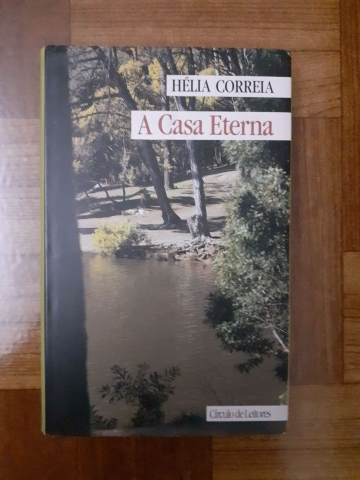 HÉLIA CORREIA
A Casa Eterna
Círculo de Leitores